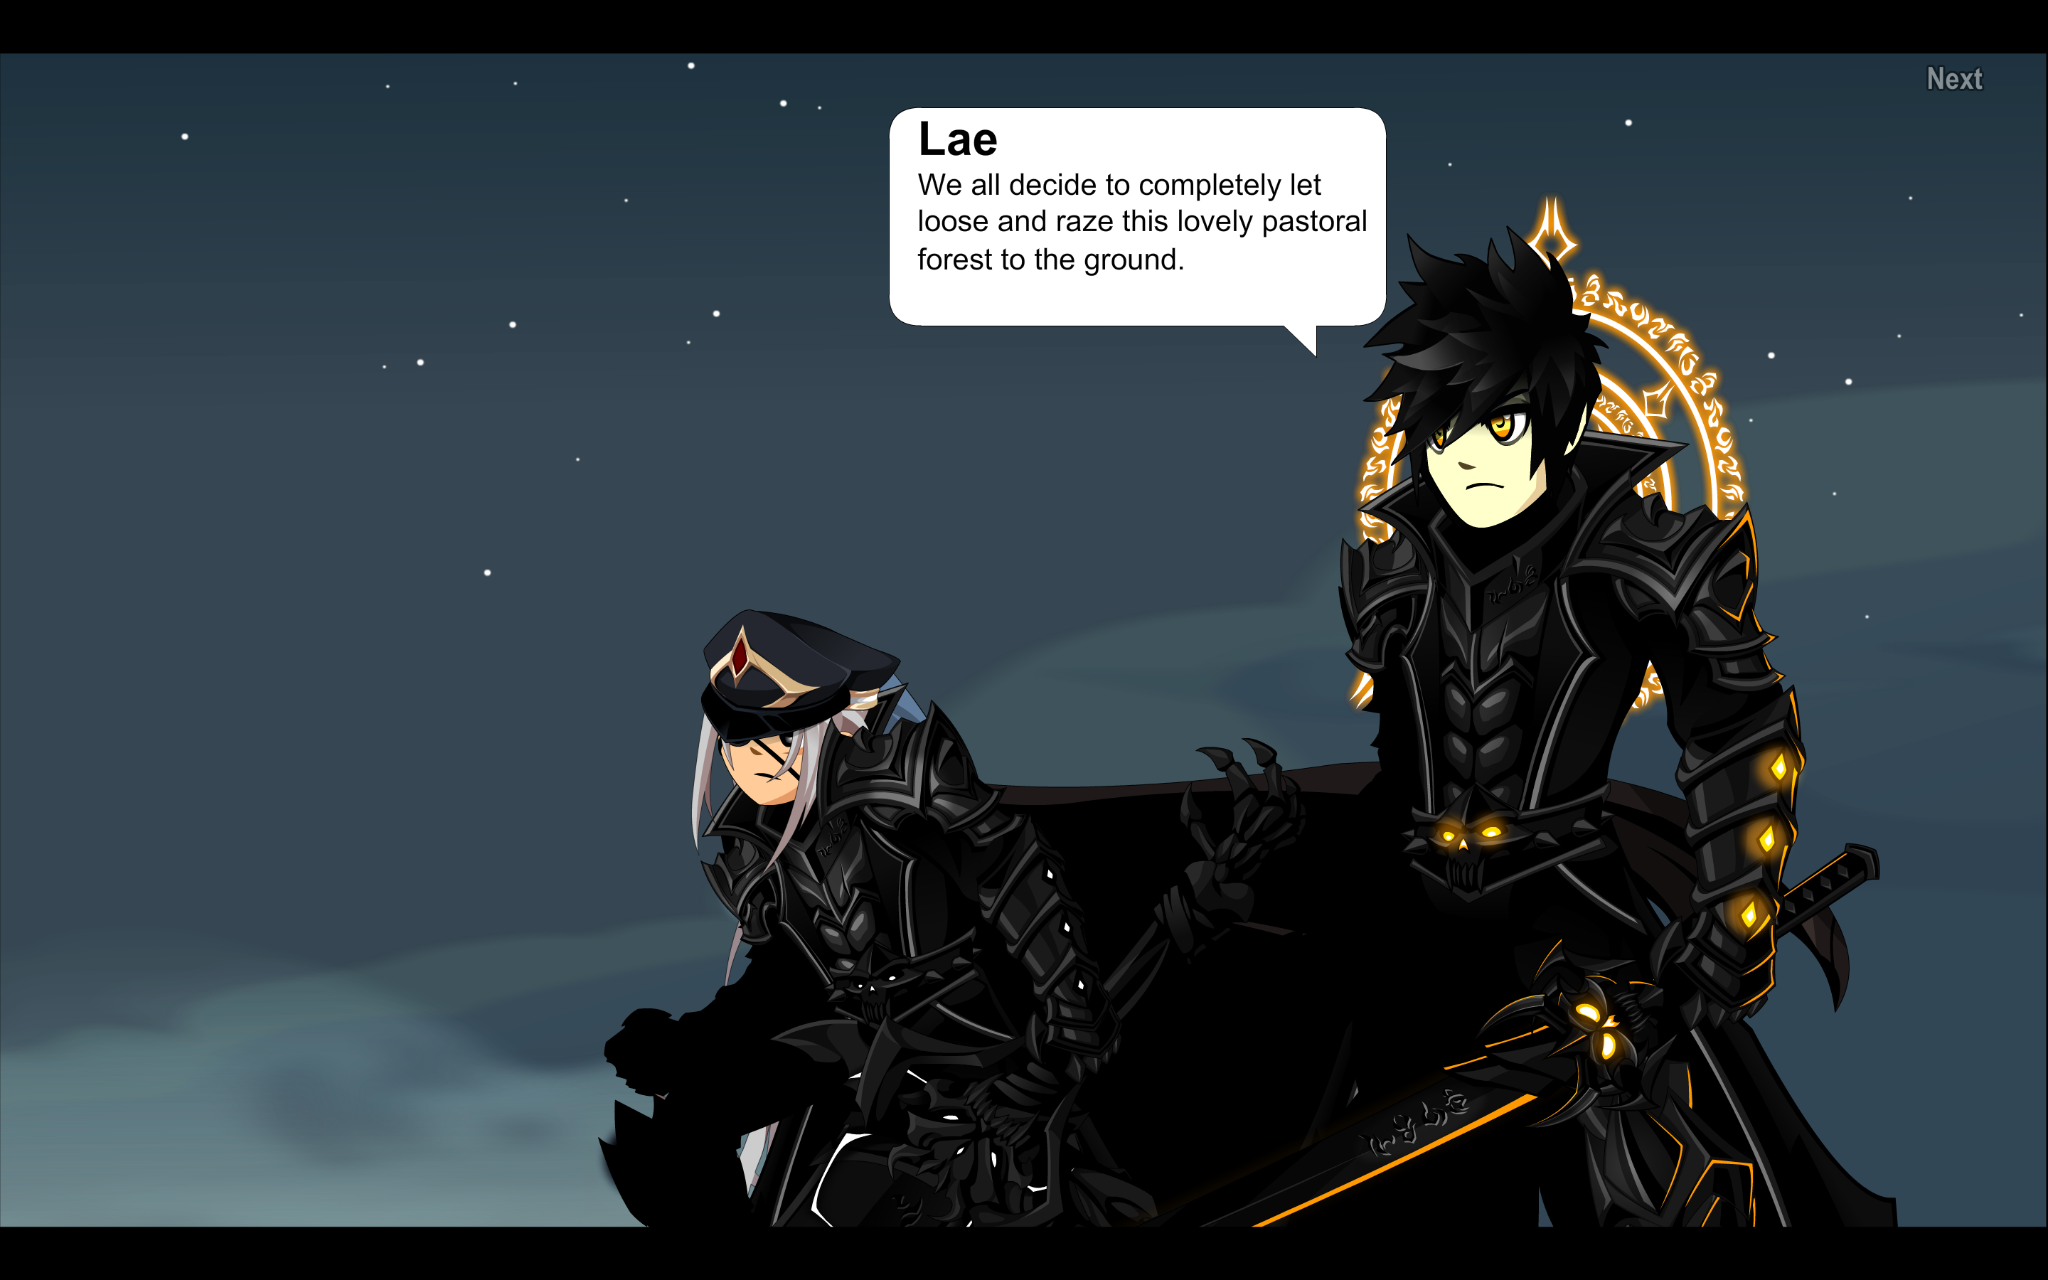 Next
Lae
We all decide to completely let
loose and raze this lovely pastoral
forest to the ground.